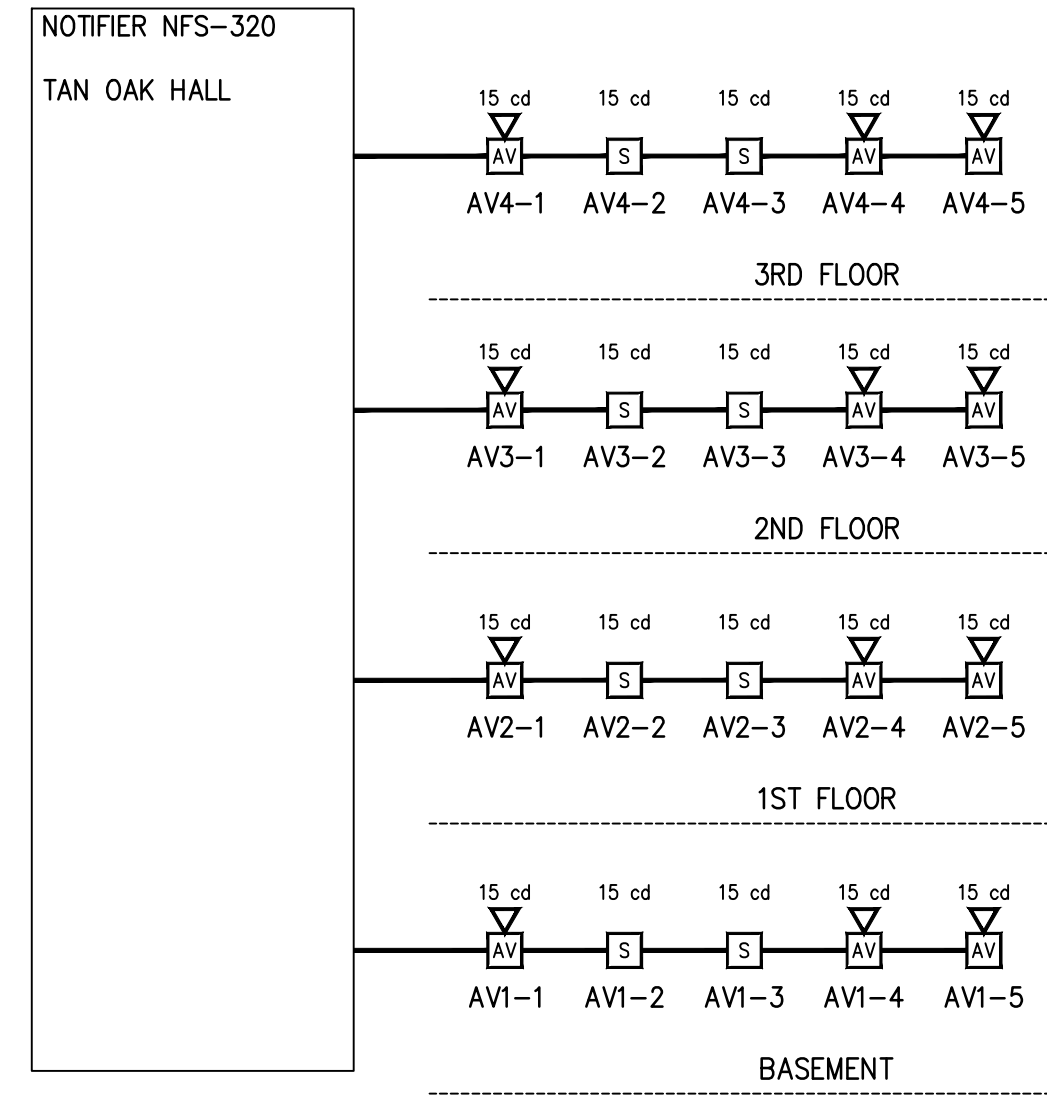 NOTIFIER NFS-320
TAN OAK HALL
15 cd 15 cd 15 cd 15 cd 15 cd
AV S S AV AV
AV4-1 AV4-2 AV4-3 AV4-4 AV4-5
3RD FLOOR
15 cd 15 cd 15 cd 15 cd 15 cd
AV S S AV AV
AV3-1 AV3-2 AV3-3 AV3-4 AV3-5
2ND FLOOR
15 cd 15 cd 15 cd 15 cd 15 cd
AV S S AV AV
AV2-1 AV2-2 AV2-3 AV2-4 AV2-5
1ST FLOOR
15 cd 15 cd 15 cd 15 cd 15 cd
AV S S AV AV
AV1-1 AV1-2 AV1-3 AV1-4 AV1-5
BASEMENT